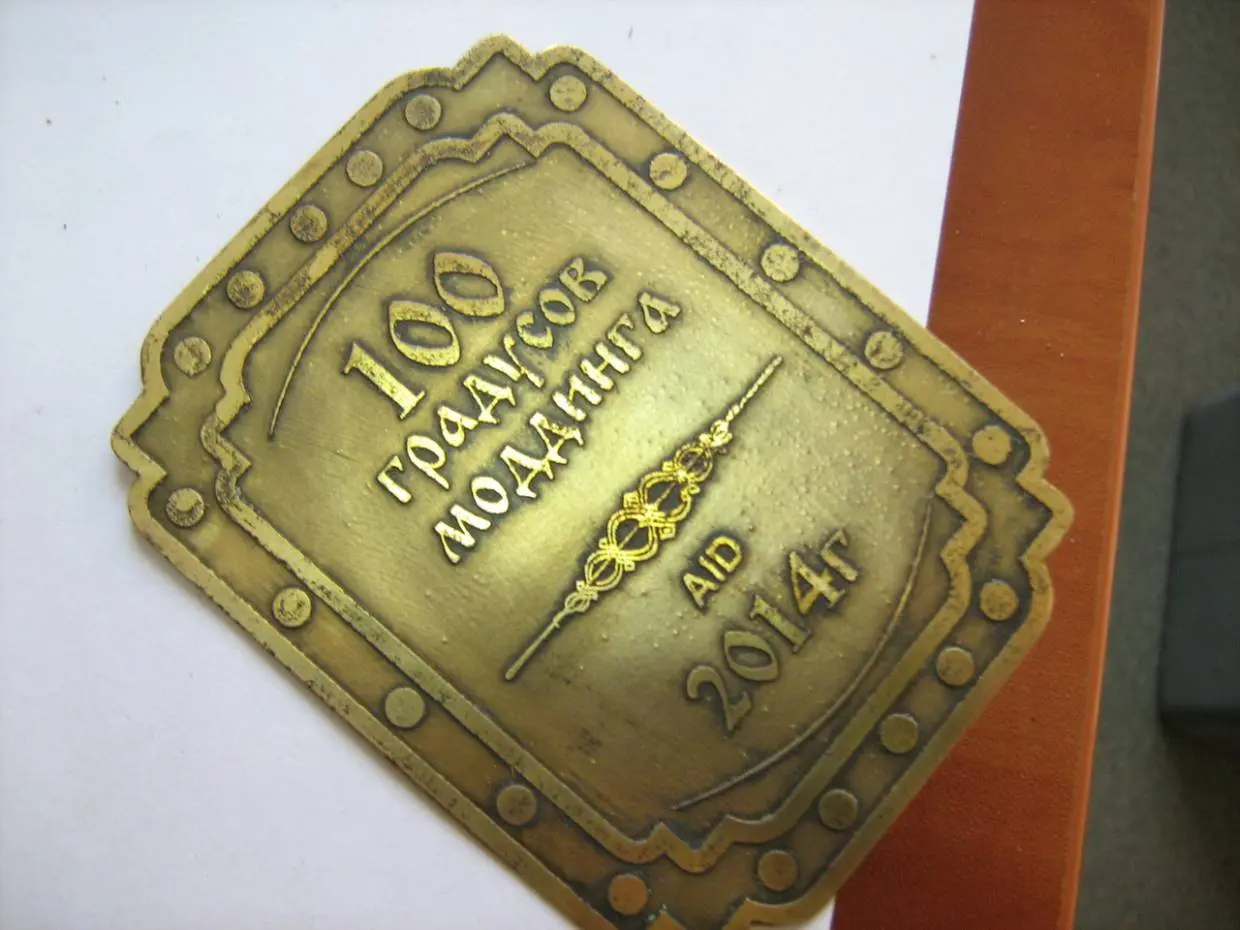 100
градусов
моддинга
AID
2014г